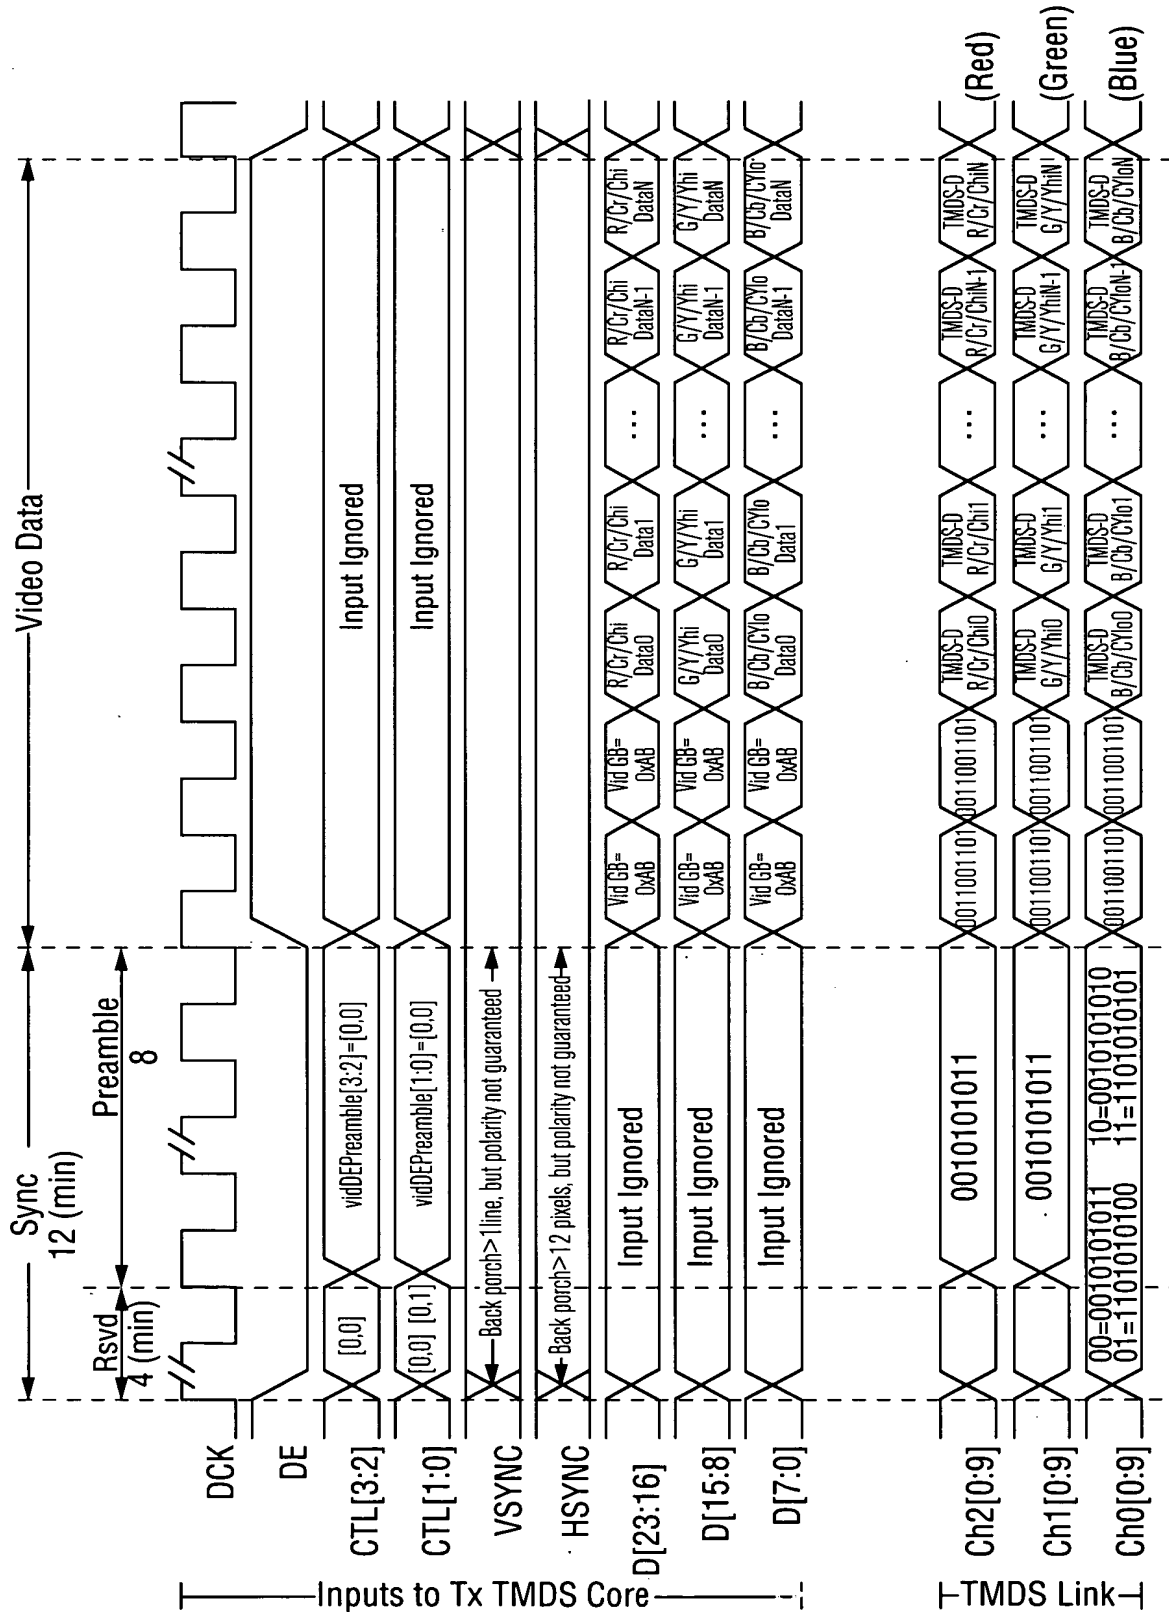 Sync
12 (min)
Video Data
Rsvd
4 (min)
Preamble
8
DCK
DE
CTL[3:2]
[0,0]
vidDEPreamble[3:2]=[0,0]
Input Ignored
CTL[1:0]
[0,0] [0,1]
vidDEPreamble[1:0]=[0,0]
Input Ignored
VSYNC
Back porch>1line, but polarity not guaranteed
HSYNC
Back porch>12 pixels, but polarity not guaranteed
D[23:16]
Input Ignored
Vid GB=
0xAB
Vid GB=
0xAB
R/Cr/Chi
Data0
R/Cr/Chi
Data1
...
R/Cr/Chi
DataN-1
R/Cr/Chi
DataN
D[15:8]
Input Ignored
Vid GB=
0xAB
Vid GB=
0xAB
G/Y/Yhi
Data0
G/Y/Yhi
Data1
...
G/Y/Yhi
DataN-1
G/Y/Yhi
DataN
D[7:0]
Input Ignored
Vid GB=
0xAB
Vid GB=
0xAB
B/Cb/CYlo
Data0
B/Cb/CYlo
Data1
...
B/Cb/CYlo
DataN-1
B/Cb/CYlo
DataN
Inputs to Tx TMDS Core
Ch2[0:9]
0010101011
0011001101
0011001101
TMDS-D
R/Cr/Chi0
TMDS-D
R/Cr/Chi1
...
TMDS-D
R/Cr/ChiN-1
TMDS-D
R/Cr/ChiN
(Red)
Ch1[0:9]
0010101011
0011001101
0011001101
TMDS-D
G/Y/Yhi0
TMDS-D
G/Y/Yhi1
...
TMDS-D
G/Y/YhiN-1
TMDS-D
G/Y/YhiN
(Green)
Ch0[0:9]
00=0010101011 10=0010101010
01=1101010100 11=1101010101
0011001101
0011001101
TMDS-D
B/Cb/CYlo0
TMDS-D
B/Cb/CYlo1
...
TMDS-D
B/Cb/CYloN-1
TMDS-D
B/Cb/CYloN
(Blue)
TMDS Link